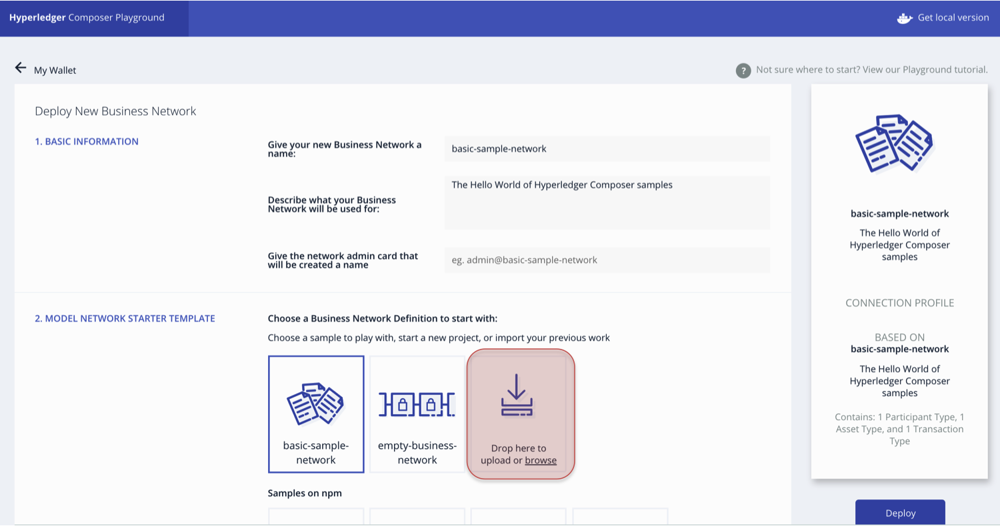 Hyperledger Composer Playground
Get local version
My Wallet
? Not sure where to start? View our Playground tutorial.
Deploy New Business Network
1. BASIC INFORMATION
Give your new Business Network a
name:
basic-sample-network
Describe what your Business
Network will be used for:
The Hello World of Hyperledger Composer samples
Give the network admin card that
will be created a name
eg. admin@basic-sample-network
2. MODEL NETWORK STARTER TEMPLATE
Choose a Business Network Definition to start with:
Choose a sample to play with, start a new project, or import your previous work
basic-sample-
network
empty-business-
network
Drop here to
upload or browse
Samples on npm
basic-sample-network
The Hello World of
Hyperledger Composer
samples
CONNECTION PROFILE
BASED ON
basic-sample-network
The Hello World of
Hyperledger Composer
samples
Contains: 1 Participant Type, 1
Asset Type, and 1 Transaction
Type
Deploy